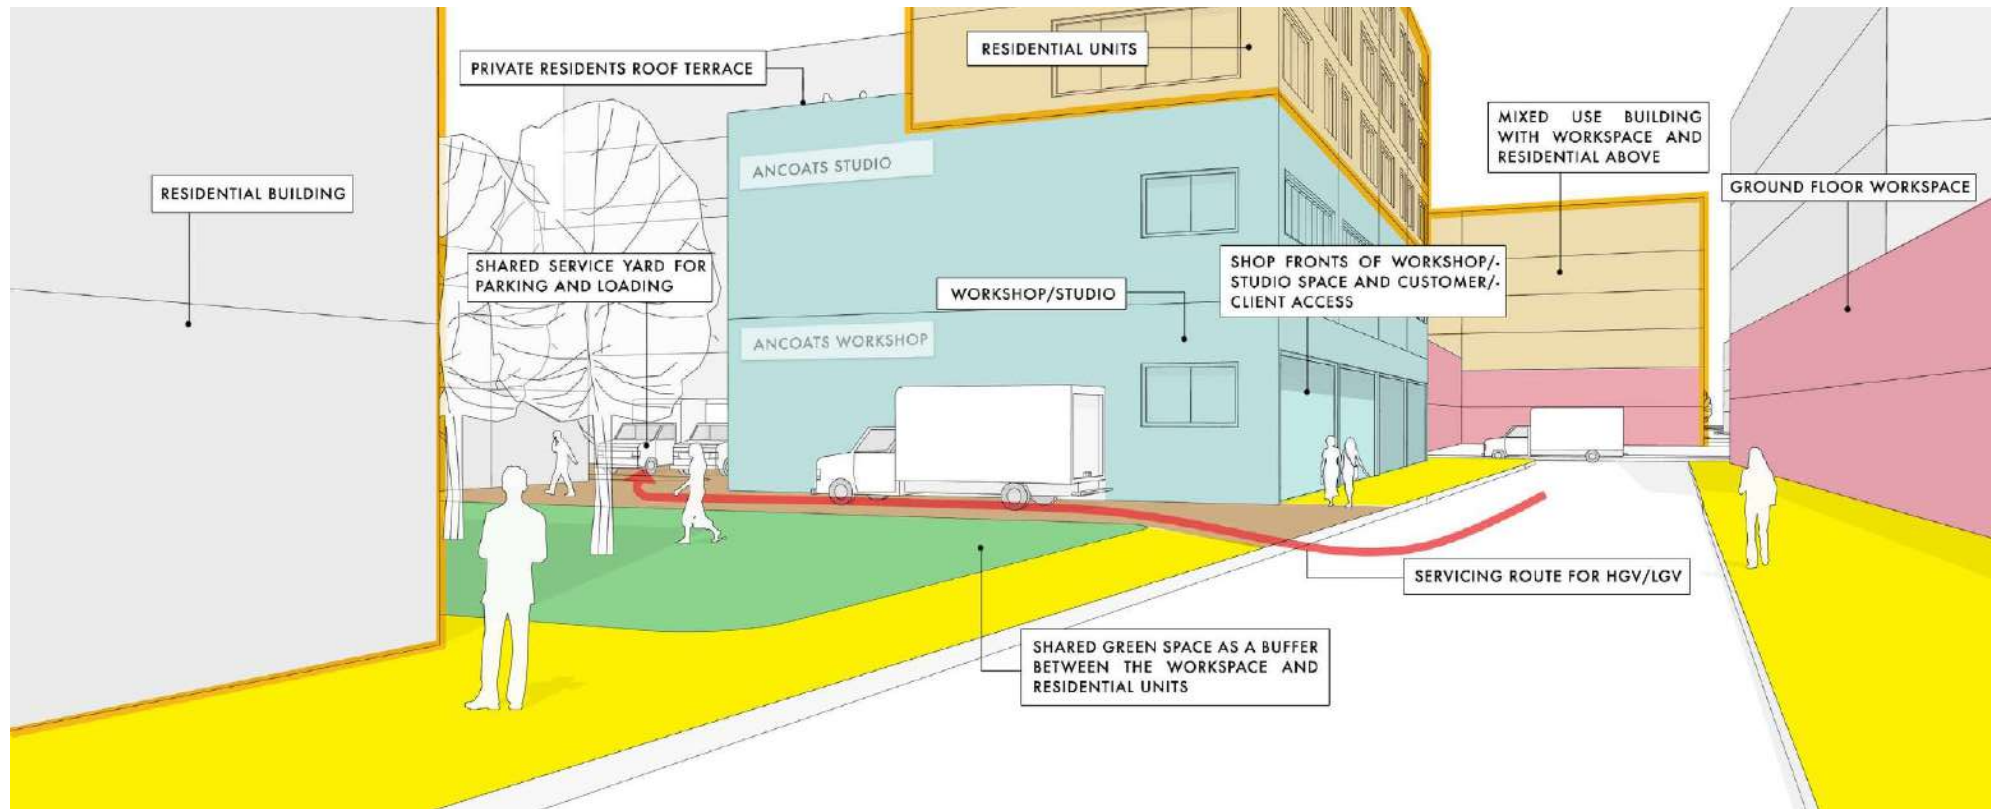 PRIVATE RESIDENTS ROOF TERRACE
RESIDENTIAL UNITS
MIXED USE BUILDING
WITH WORKSPACE AND
RESIDENTIAL ABOVE
ANCOATS STUDIO
RESIDENTIAL BUILDING
GROUND FLOOR WORKSPACE
SHARED SERVICE YARD FOR
PARKING AND LOADING
WORKSHOP/STUDIO
SHOP FRONTS OF WORKSHOP/-
STUDIO SPACE AND CUSTOMER/-
CLIENT ACCESS
ANCOATS WORKSHOP
SERVICING ROUTE FOR HGV/LGV
SHARED GREEN SPACE AS A BUFFER
BETWEEN THE WORKSPACE AND
RESIDENTIAL UNITS